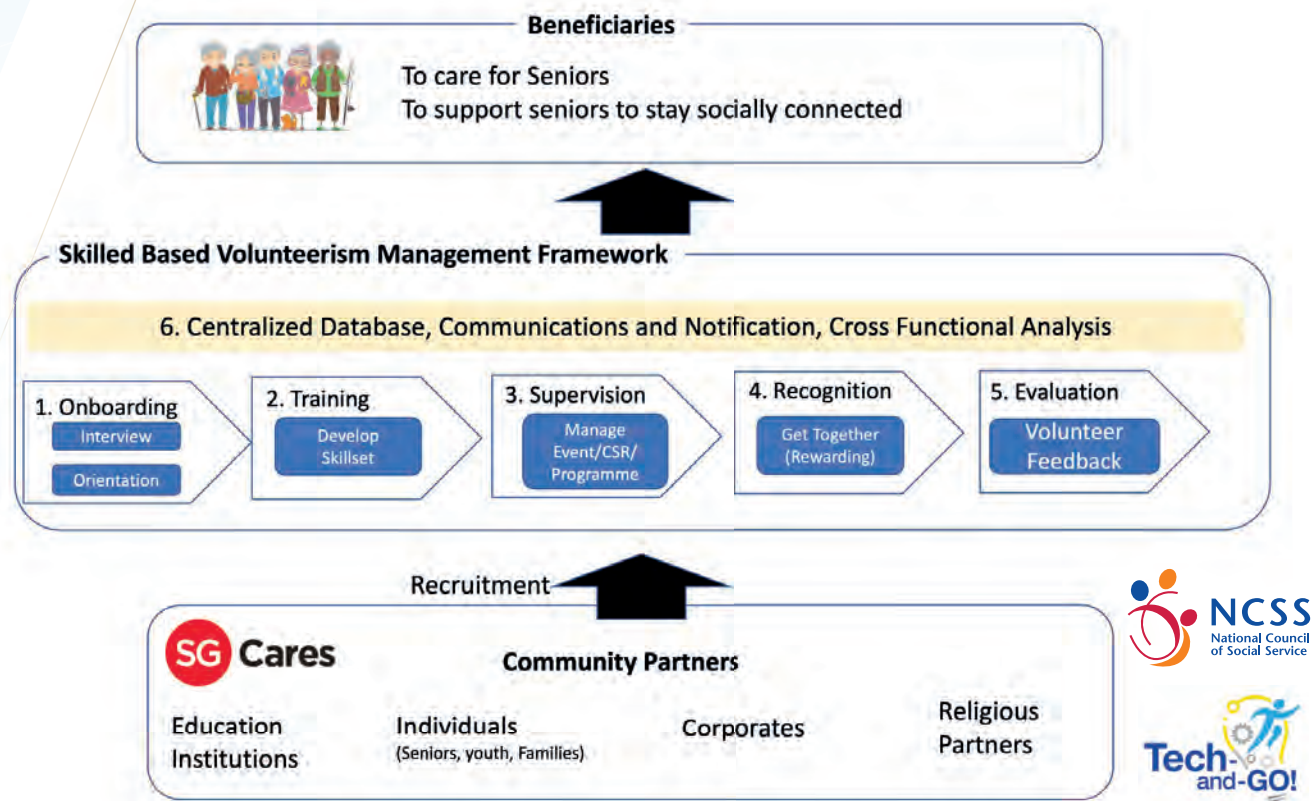 Beneficiaries
To care for Seniors
To support seniors to stay socially connected
Skilled Based Volunteerism Management Framework
6. Centralized Database, Communications and Notification, Cross Functional Analysis
1. Onboarding
Interview
Orientation
2. Training
Develop
Skillset
3. Supervision
Manage
Event/CSR/
Programme
4. Recognition
Get Together
(Rewarding)
5. Evaluation
Volunteer
Feedback
Recruitment
SG Cares
Community Partners
Education
Institutions
Individuals
(Seniors, youth, Families)
Corporates
Religious
Partners
NCSS
National Council
of Social Service
Tech-
and-GO!